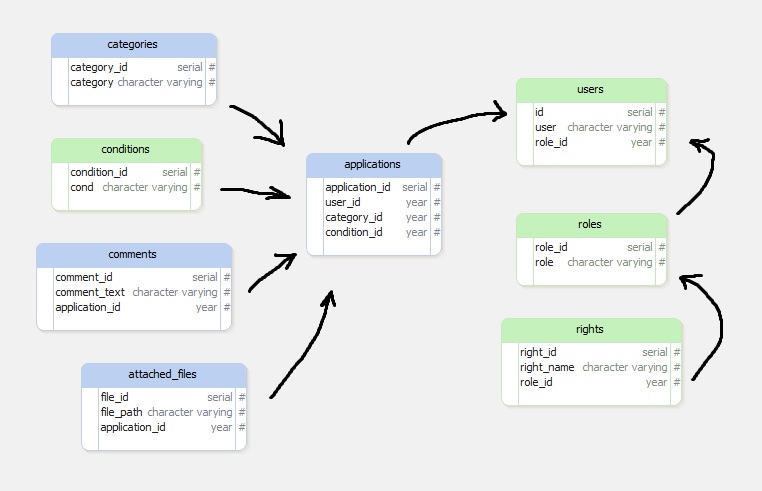 categories
category_id serial #
category character varying #
conditions
condition_id serial #
cond character varying #
comments
comment_id serial #
comment_text character varying #
application_id year #
attached_files
file_id serial #
file_path character varying #
application_id year #
applications
application_id serial #
user_id year #
category_id year #
condition_id year #
users
id serial #
user character varying #
role_id year #
roles
role_id serial #
role character varying #
rights
right_id serial #
right_name character varying #
role_id year #